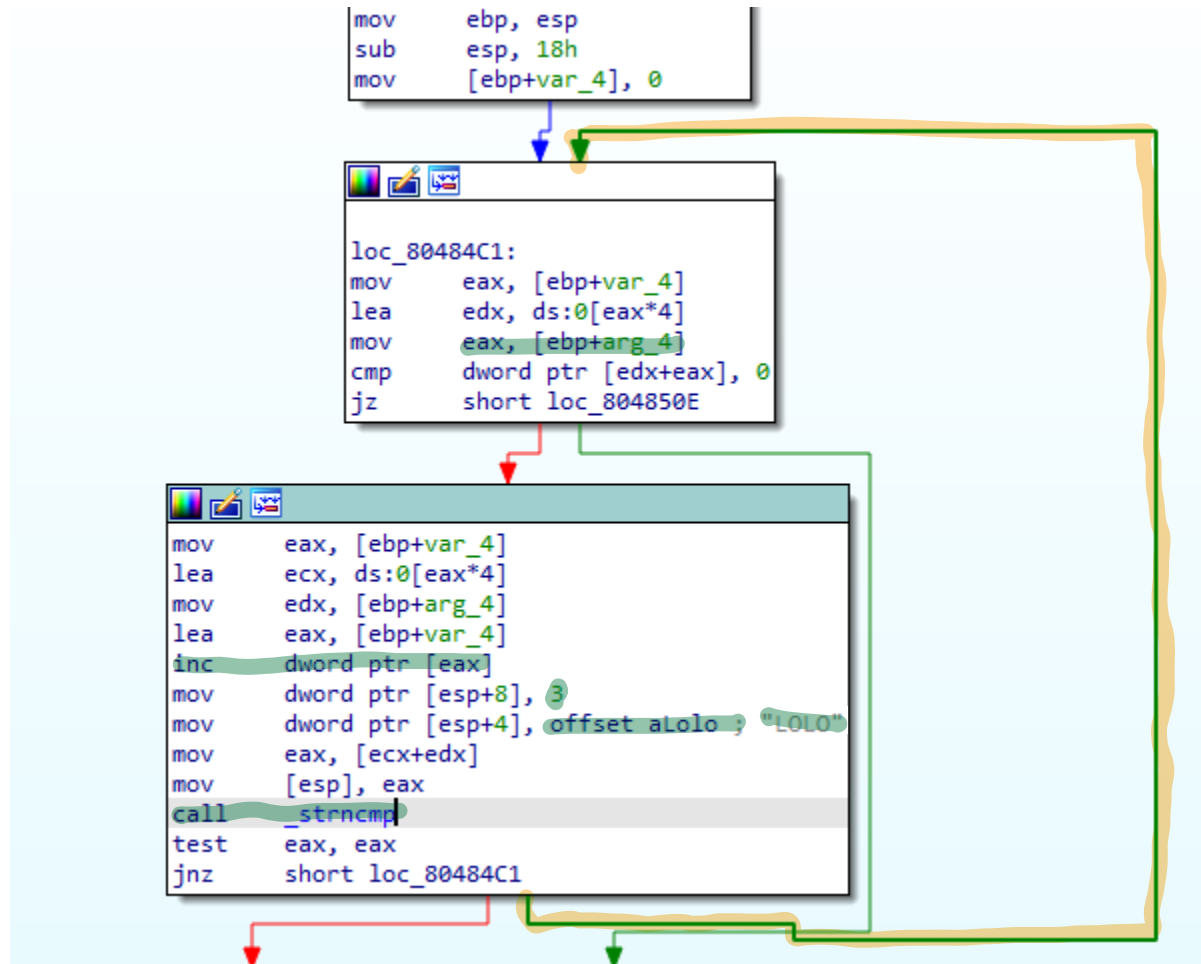 mov ebp, esp
sub esp, 18h
mov [ebp+var_4], 0
loc_80484C1:
mov eax, [ebp+var_4]
lea edx, ds:0[eax*4]
mov eax, [ebp+arg_4]
cmp dword ptr [edx+eax], 0
jz short loc_804850E
mov eax, [ebp+var_4]
lea ecx, ds:0[eax*4]
mov edx, [ebp+arg_4]
lea eax, [ebp+var_4]
inc dword ptr [eax]
mov dword ptr [esp+8], 3
mov dword ptr [esp+4], offset aLolo ; "LOLO"
mov eax, [ecx+edx]
mov [esp], eax
call _strncmp
test eax, eax
jnz short loc_80484C1